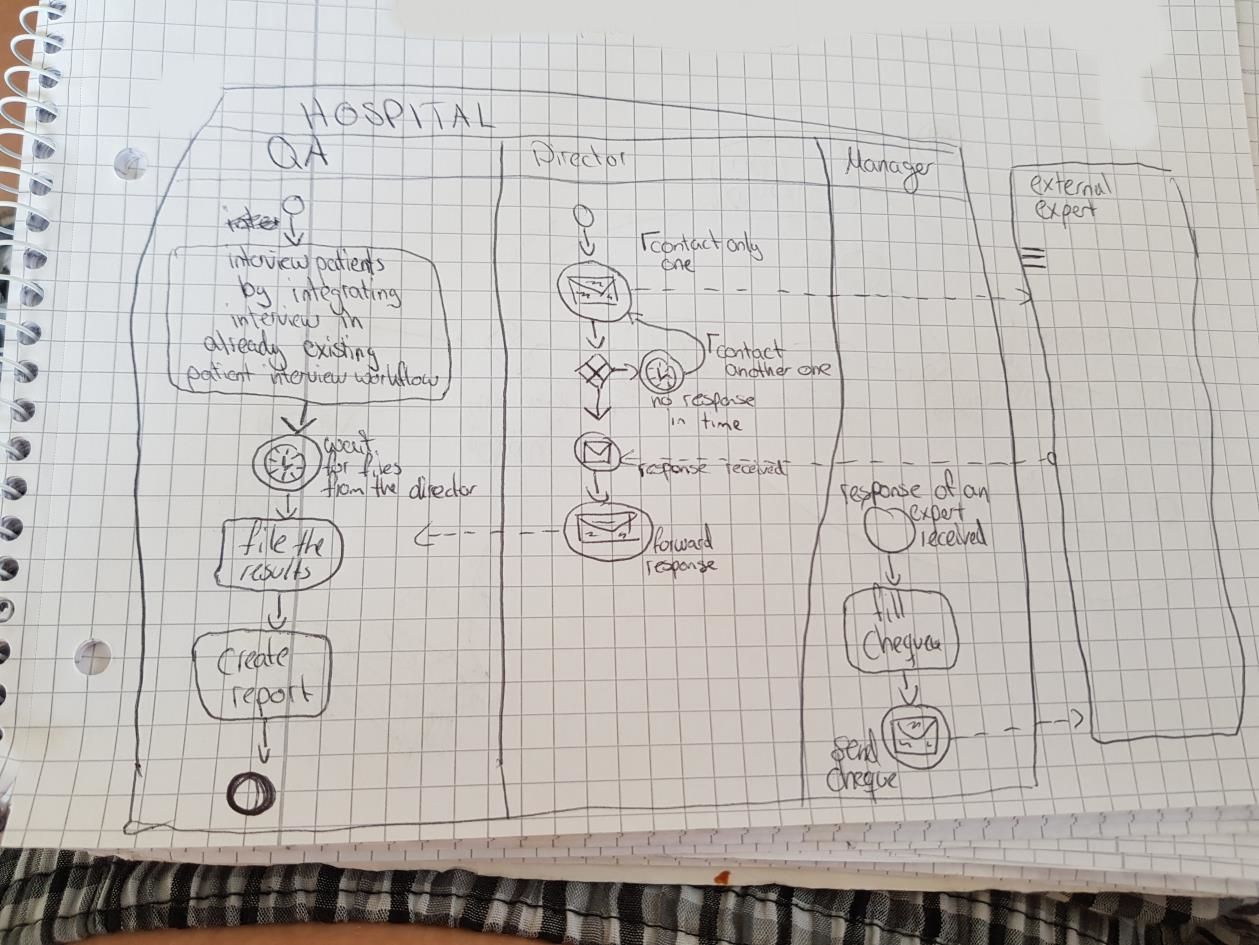 HOSPITAL
QA
Director
Manager
external
expert
interview patients
by integrating
interview in
already existing
patient interview workflow
wait
for files
from the director
file the
results
create
report
contact only
one
contact
another one
no response
in time
response received
forward
response
response of an
expert
received
fill
cheque
send
cheque